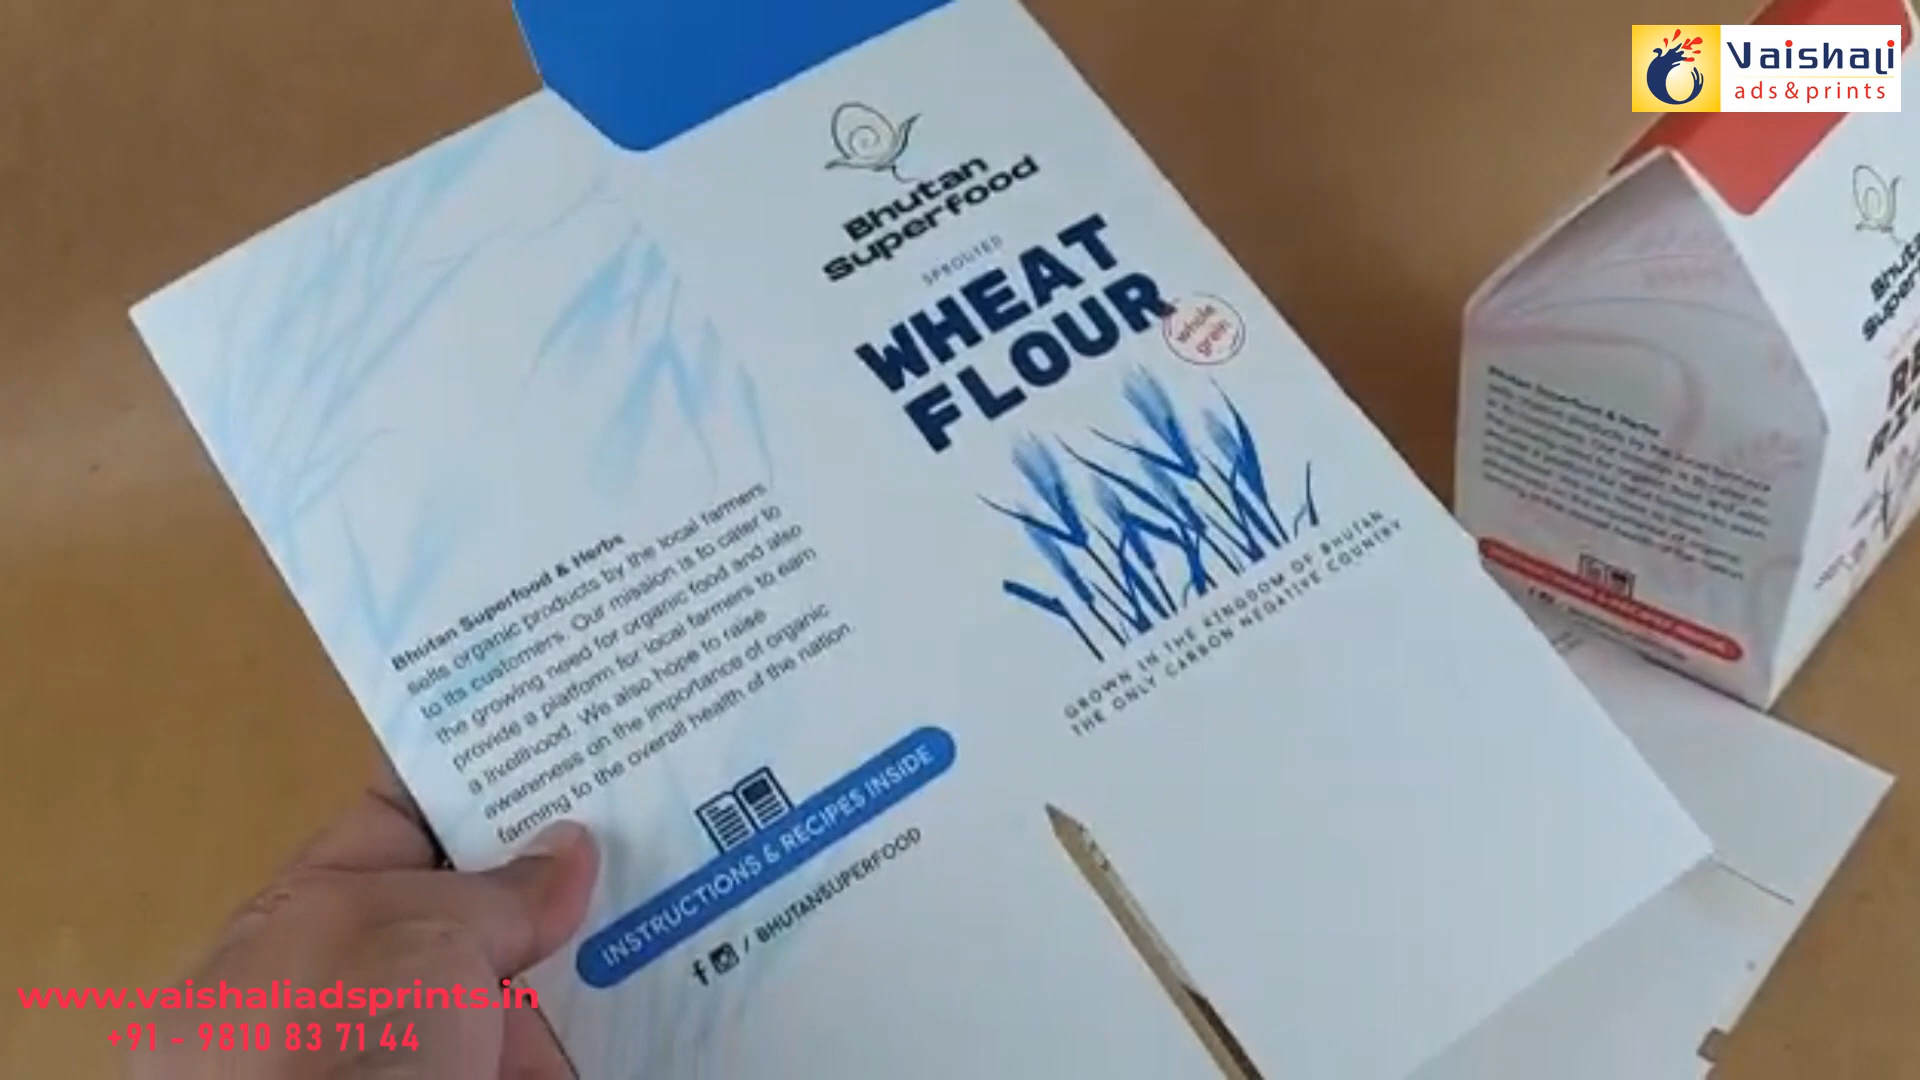 Vaishali
ads&prints
Bhutan
Superfood
SPROUTED
WHEAT
FLOUR
whole
grain
GROWN IN THE KINGDOM OF BHUTAN
THE ONLY CARBON NEGATIVE COUNTRY
Bhutan Superfood & Herbs
sells organic products by the local farmers
to its customers. Our mission is to cater to
the growing need for organic food and also
provide a platform for local farmers to earn
a livelihood. We also hope to raise
awareness on the importance of organic
farming to the overall health of the nation.
INSTRUCTIONS & RECIPES INSIDE
/ BHUTANSUPERFOOD
Bhutan Superfood & Herbs
www.vaishaliadsprints.in
+91 - 9810 83 71 44